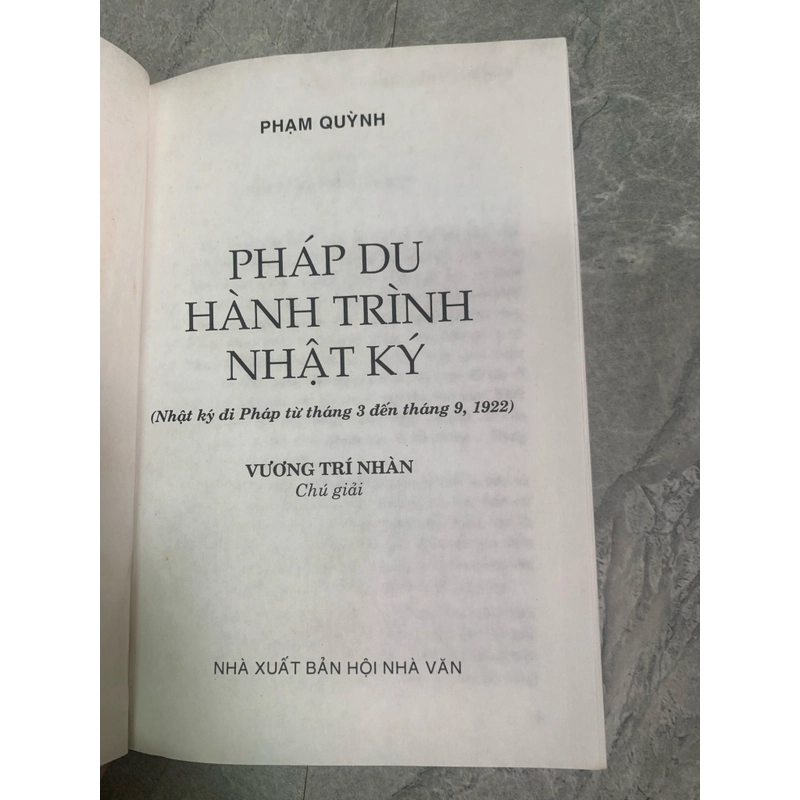 PHẠM QUỲNH
PHÁP DU
HÀNH TRÌNH
NHẬT KÝ
(Nhật ký đi Pháp từ tháng 3 đến tháng 9, 1922)
VƯƠNG TRÍ NHÀN
Chú giải
NHÀ XUẤT BẢN HỘI NHÀ VĂN